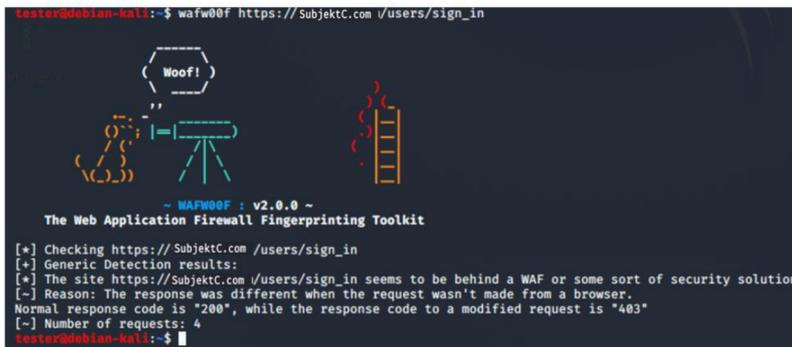 tester@debian-kali:~$ wafw00f https://SubjektC.com/users/sign_in
Woof!
~ WAFW00F : v2.0.0 ~
The Web Application Firewall Fingerprinting Toolkit
[*] Checking https://SubjektC.com /users/sign_in
[+] Generic Detection results:
[*] The site https://SubjektC.com/users/sign_in seems to be behind a WAF or some sort of security solution
[~] Reason: The response was different when the request wasn't made from a browser.
Normal response code is "200", while the response code to a modified request is "403"
[~] Number of requests: 4
tester@debian-kali:~$